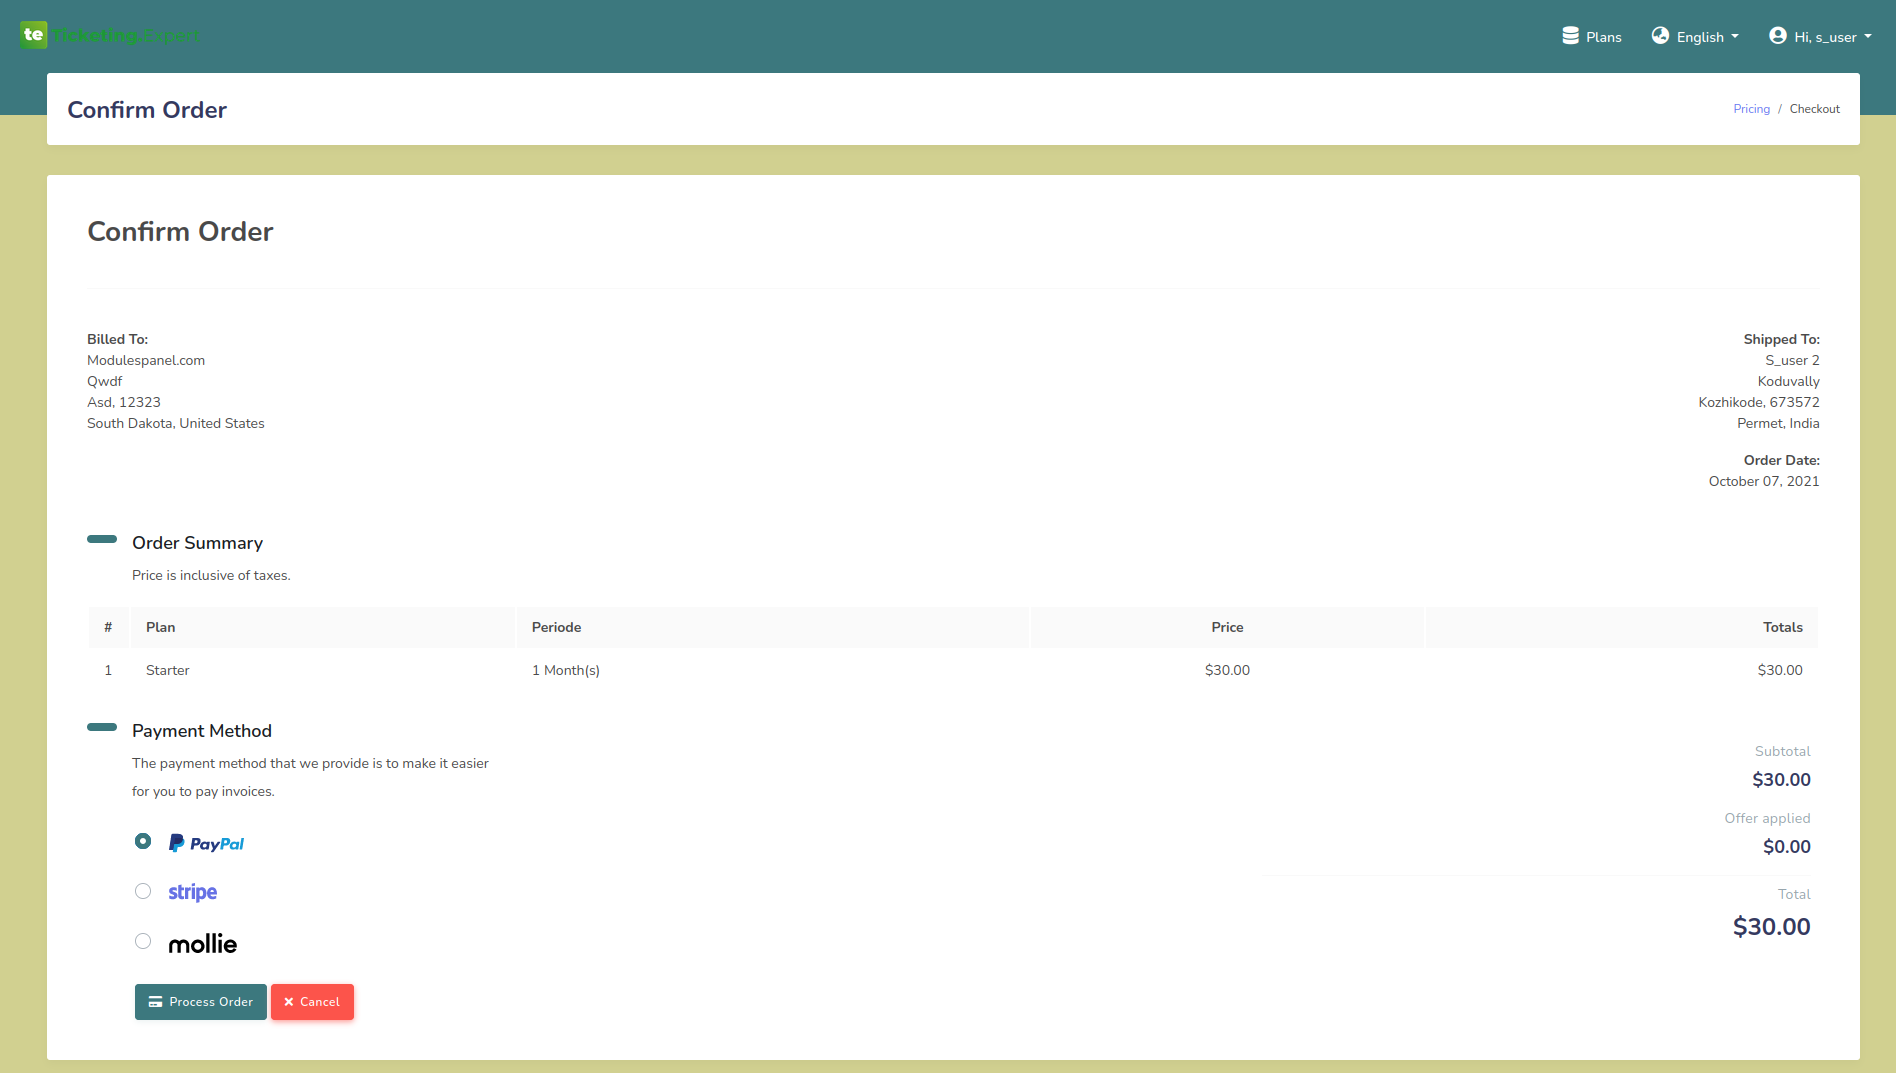 te Ticketing.Expert
Plans
English
Hi, s_user
Confirm Order
Pricing / Checkout
Confirm Order
Billed To:
Modulespanel.com
Qwdf
Asd, 12323
South Dakota, United States
Shipped To:
S_user 2
Koduvally
Kozhikode, 673572
Permet, India
Order Date:
October 07, 2021
Order Summary
Price is inclusive of taxes.
# Plan Periode Price Totals
1 Starter 1 Month(s) $30.00 $30.00
Payment Method
The payment method that we provide is to make it easier
for you to pay invoices.
PayPal
stripe
mollie
Process Order
Cancel
Subtotal
$30.00
Offer applied
$0.00
Total
$30.00